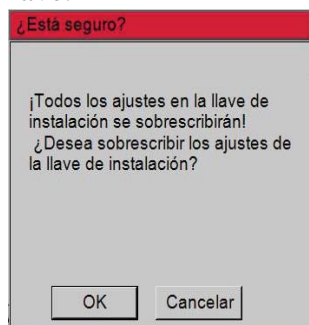 ¿Está seguro?
¡Todos los ajustes en la llave de
instalación se sobrescribirán!
¿Desea sobrescribir los ajustes de
la llave de instalación?
OK
Cancelar